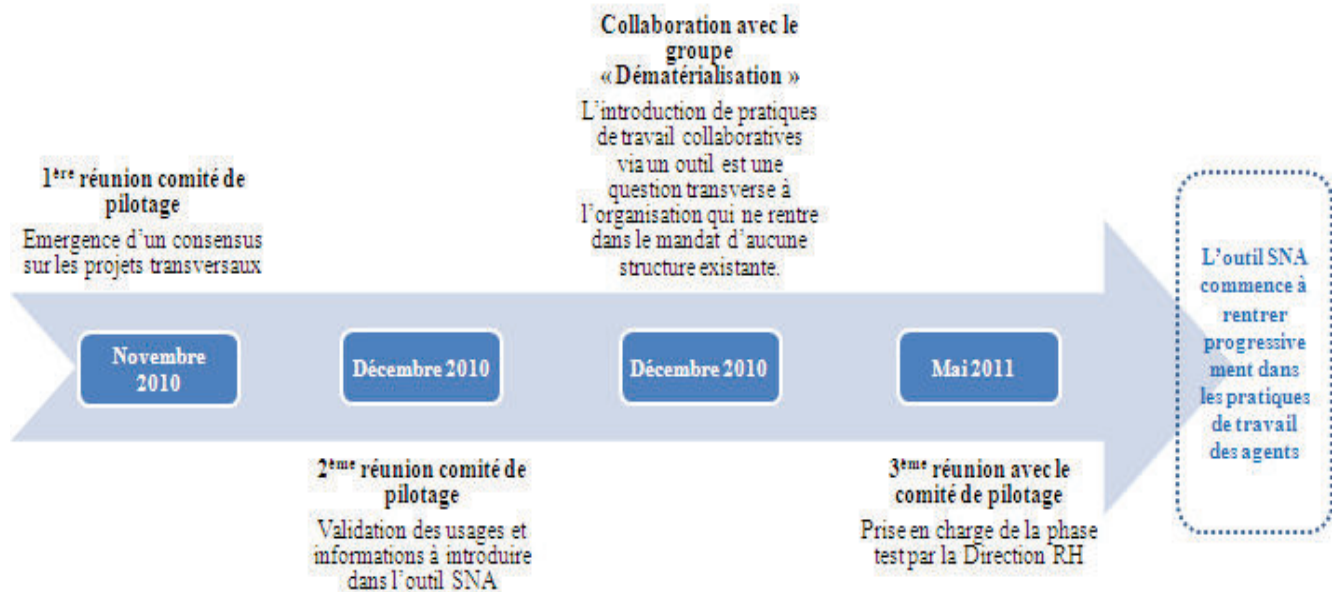 1ère réunion comité de
pilotage
Emergence d'un consensus
sur les projets transversaux
Novembre
2010
Décembre 2010
2ème réunion comité de
pilotage
Validation des usages et
informations à introduire
dans l'outil SNA
Collaboration avec le
groupe
« Dématérialisation »
L'introduction de pratiques
de travail collaboratives
via un outil est une
question transverse à
l'organisation qui ne rentre
dans le mandat d'aucune
structure existante.
Décembre 2010
Mai 2011
3ème réunion avec le
comité de pilotage
Prise en charge de la phase
test par la Direction RH
L'outil SNA
commence à
rentrer
progressive
ment dans
les pratiques
de travail
des agents